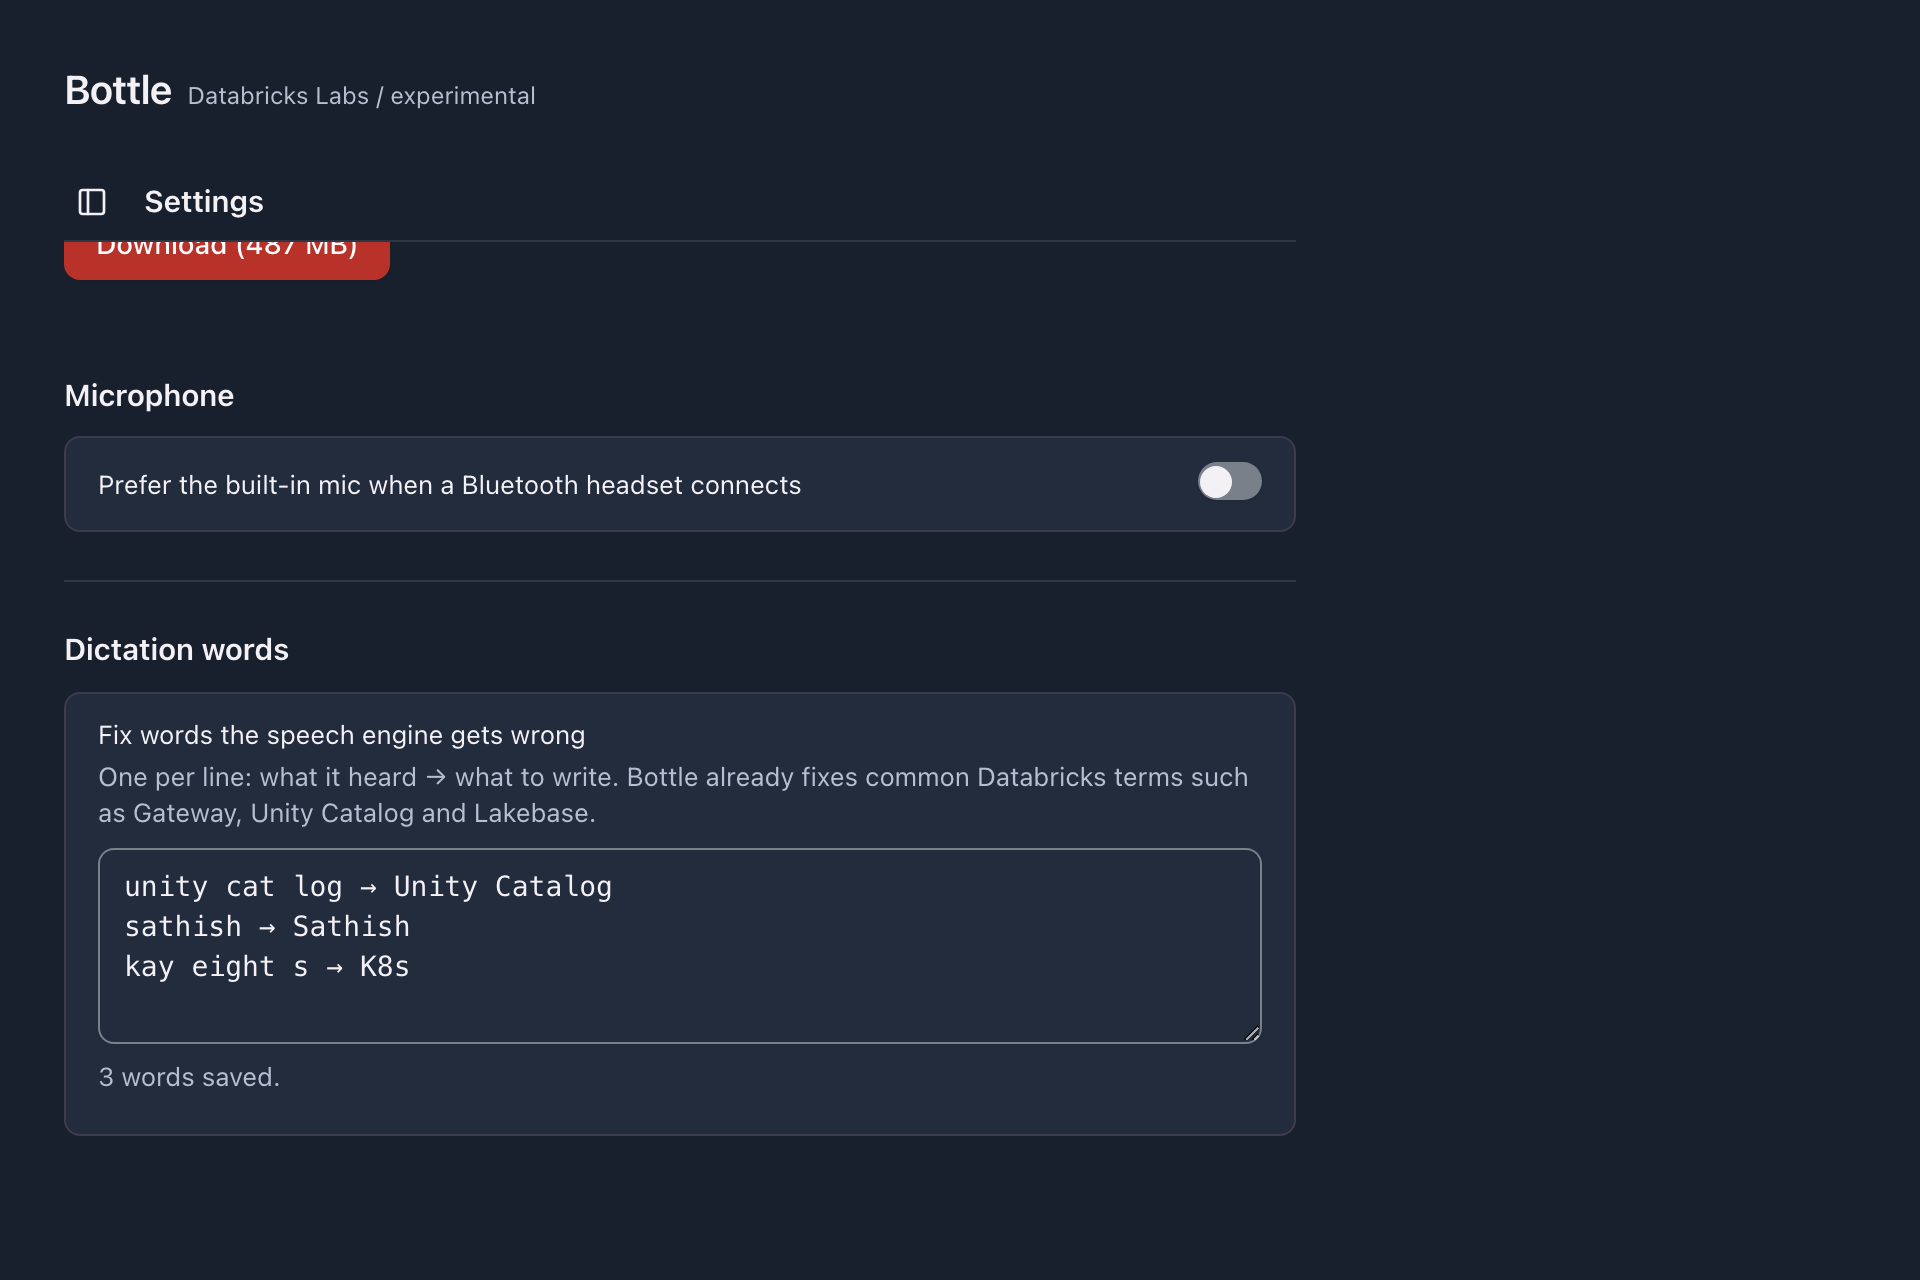 Bottle Databricks Labs / experimental
Settings
Download (487 MB)
Microphone
Prefer the built-in mic when a Bluetooth headset connects
Dictation words
Fix words the speech engine gets wrong
One per line: what it heard → what to write. Bottle already fixes common Databricks terms such
as Gateway, Unity Catalog and Lakebase.
unity cat log → Unity Catalog
sathish → Sathish
kay eight s → K8s
3 words saved.